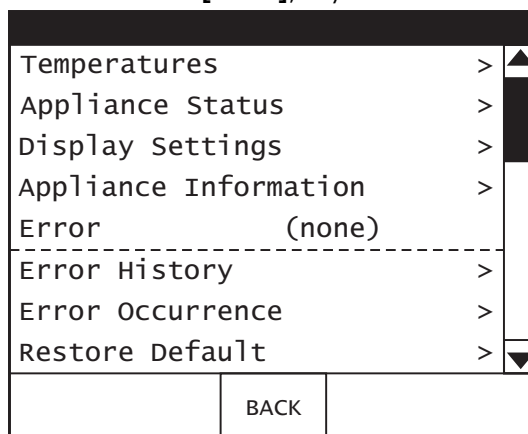 Temperatures >
Appliance Status >
Display Settings >
Appliance Information >
Error (none)
Error History >
Error Occurrence >
Restore Default >
BACK